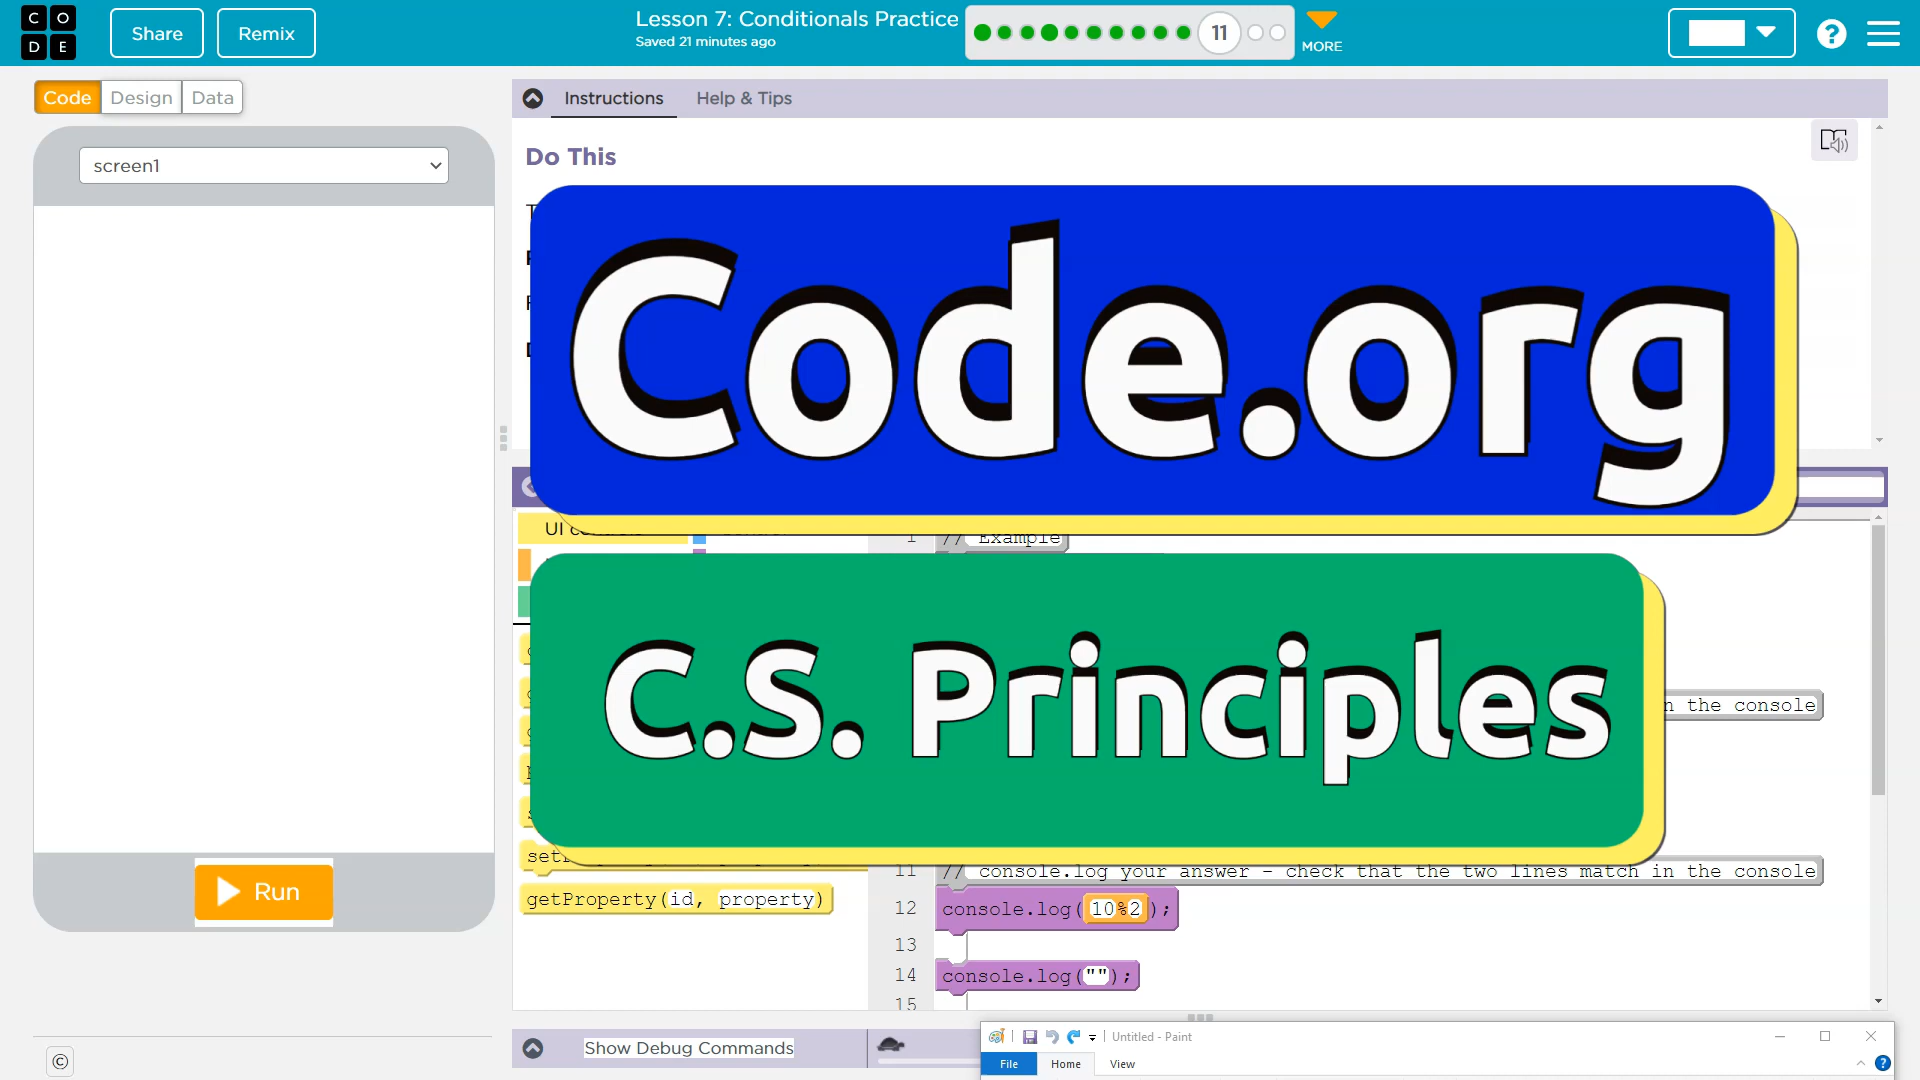 C O
D E
Share
Remix
Lesson 7: Conditionals Practice
Saved 21 minutes ago
11
MORE
Code
Design
Data
Instructions
Help & Tips
screen1
Do This
Code.org
UI
1
// Example
C.S. Principles
n the console
11
// console.log your answer - check that the two lines match in the console
getProperty(id, property)
12
console.log(10%2);
13
14
console.log("");
15
Run
Show Debug Commands
©
Untitled - Paint
File
Home
View